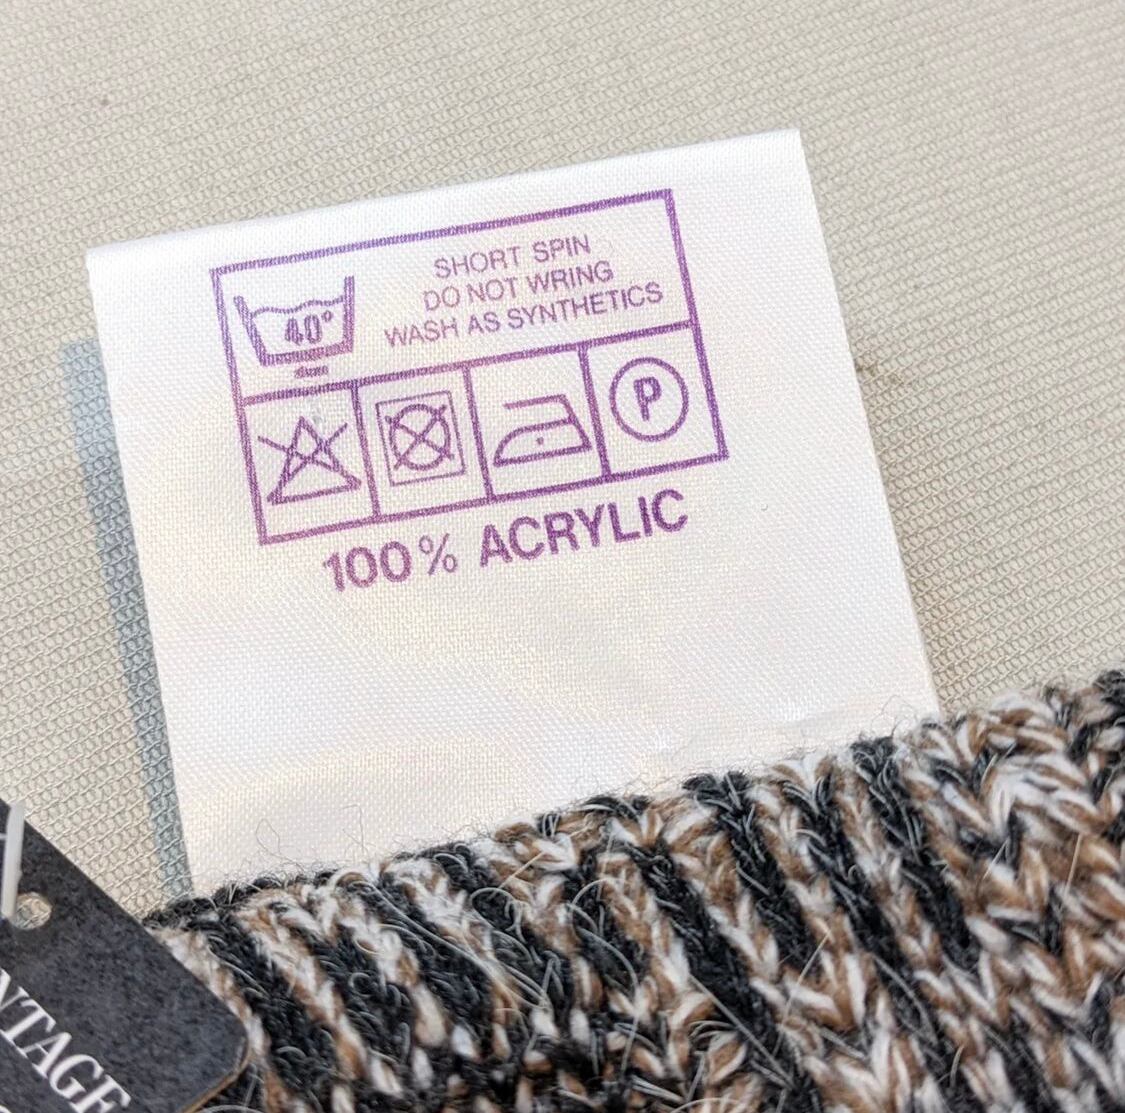 SHORT SPIN
DO NOT WRING
WASH AS SYNTHETICS
40°
P
100% ACRYLIC
NTAGE